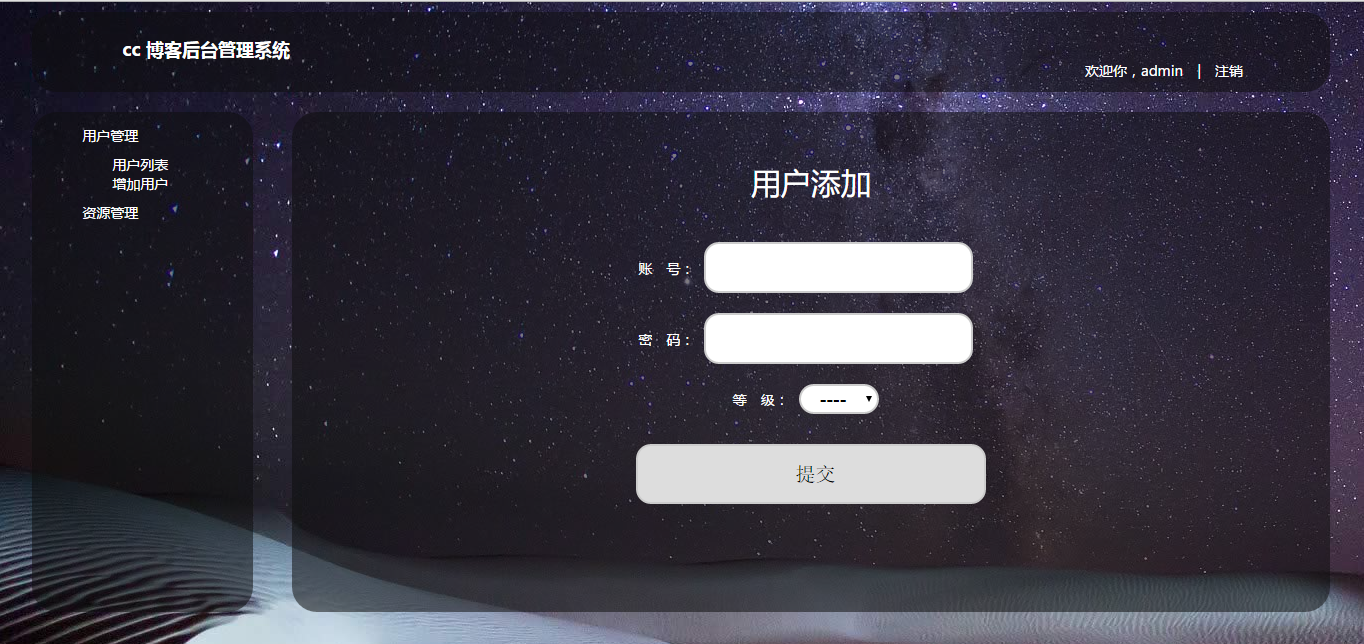 cc 博客后台管理系统
欢迎你，admin | 注销
用户管理
用户列表
增加用户
资源管理
用户添加
账 号：
密 码：
等 级： ----
提交